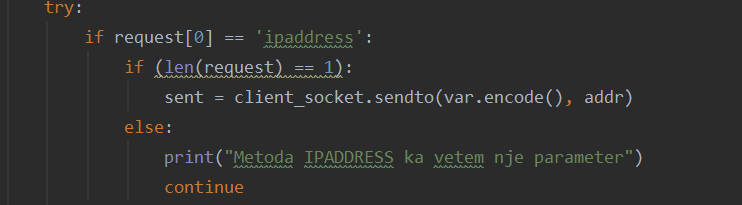 try:
if request[0] == 'ipaddress':
if (len(request) == 1):
sent = client_socket.sendto(var.encode(), addr)
else:
print("Metoda IPADDRESS ka vetem nje parameter")
continue